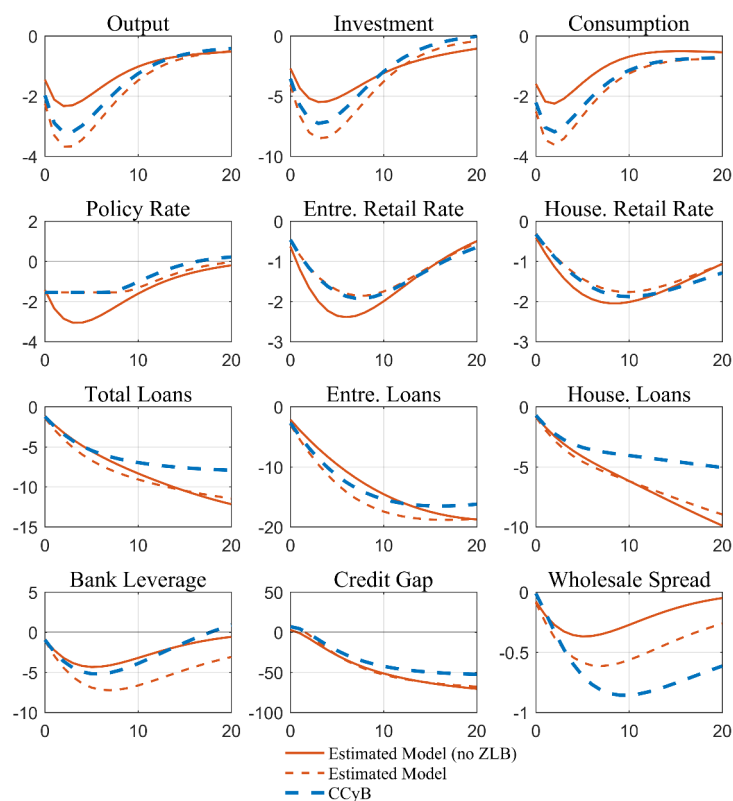 Output Investment Consumption
0 0 0
-2 -5 -2
-4 -10 -4
0 10 20 0 10 20 0 10 20
Policy Rate Entre. Retail Rate House. Retail Rate
2 0 0
0 -1 -1
-2 -2 -2
-4 -3 -3
0 10 20 0 10 20 0 10 20
Total Loans Entre. Loans House. Loans
0 0 0
-5 -10 -5
-10
-15 -20 -10
0 10 20 0 10 20 0 10 20
Bank Leverage Credit Gap Wholesale Spread
5 50 0
0 0
-5 -50 -0.5
-10 -100 -1
0 10 20 0 10 20 0 10 20
Estimated Model (no ZLB)
Estimated Model
CCyB